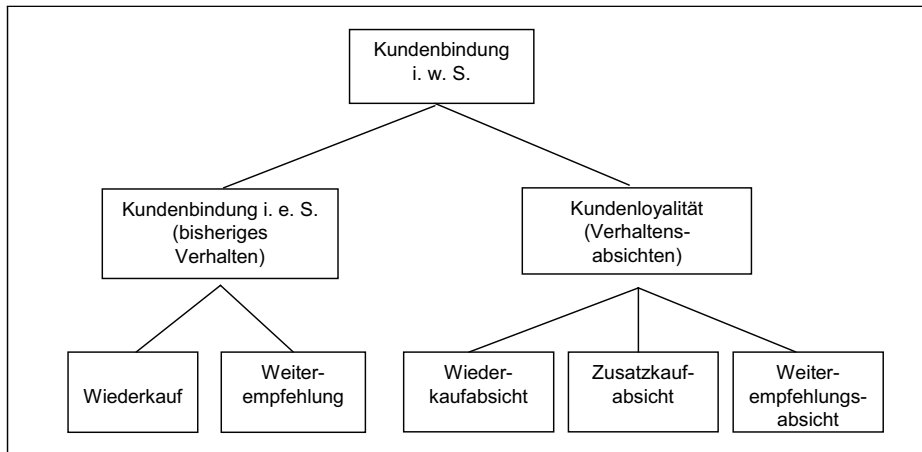 Kundenbindung
i. w. S.
Kundenbindung i. e. S.
(bisheriges
Verhalten)
Kundenloyalität
(Verhaltens-
absichten)
Wiederkauf
Weiter-
empfehlung
Wieder-
kaufabsicht
Zusatzkauf-
absicht
Weiter-
empfehlungs-
absicht